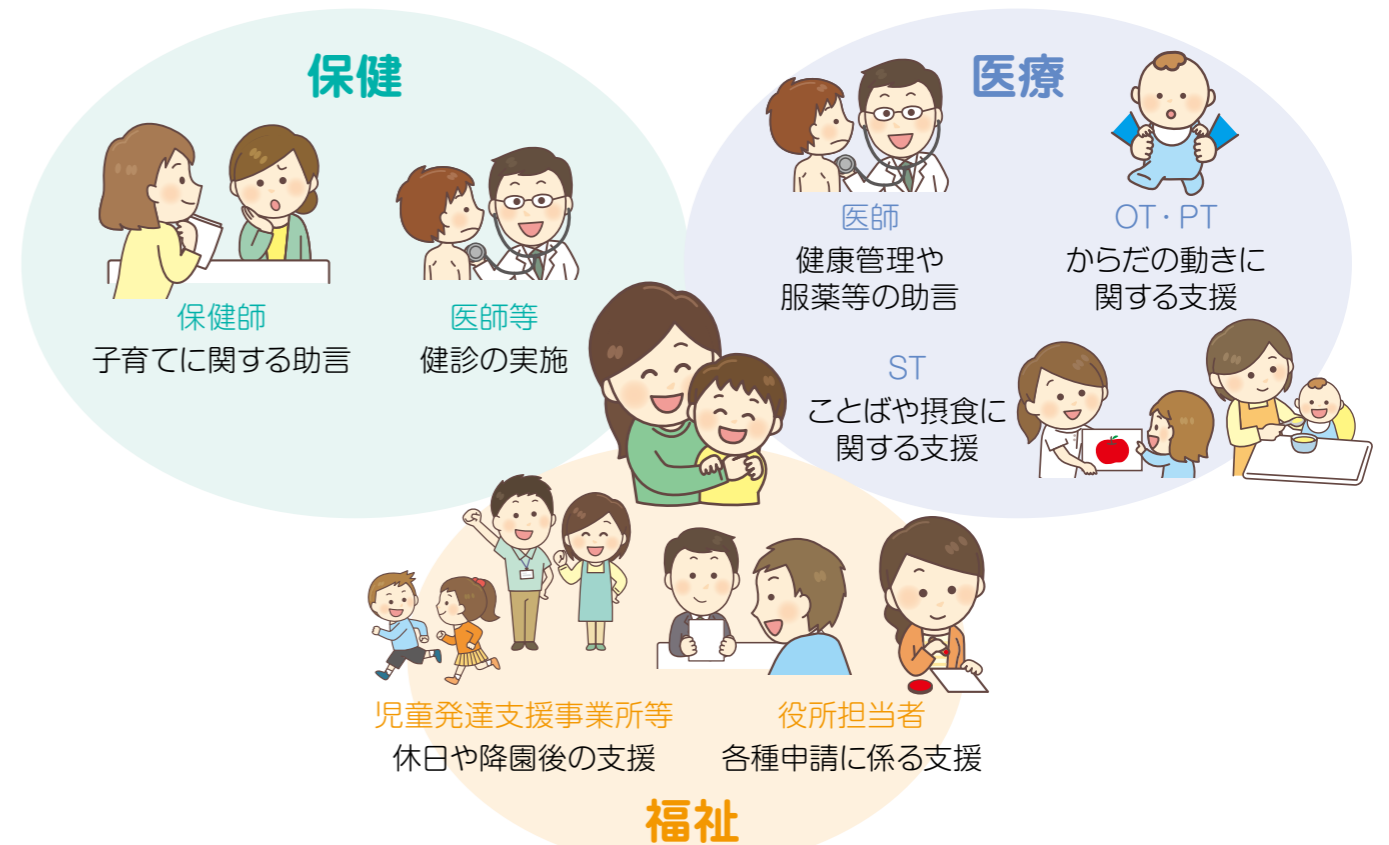 保健
保健師
子育てに関する助言
医師等
健診の実施
医療
医師
健康管理や
服薬等の助言
OT・PT
からだの動きに
関する支援
ST
ことばや摂食に
関する支援
児童発達支援事業所等
休日や降園後の支援
役所担当者
各種申請に係る支援
福祉